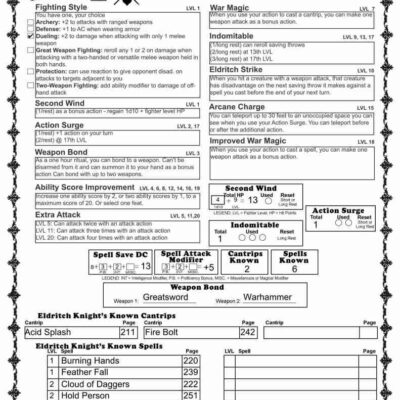 Fighting Style LVL 1
You have one, your choice
Archery: +2 to attacks with ranged weapons
Defense: +1 to AC when wearing armor
Dueling: +2 to damage when attacking with only 1 melee
weapon
Great Weapon Fighting: reroll any 1 or 2 on damage
when attacking with two-handed or versatile melee weapon held in
both hands.
Protection: can use reaction to give opponent disad. on
attacks to targets adjacent to you
Two-Weapon Fighting: add ability modifier to damage of off-
hand attack
Second Wind LVL 1
(1/rest) as a bonus action - regain 1d10 + fighter level HP
Action Surge LVL 2, 17
(1/rest) +1 action on your turn
(2/rest) @ 17th LVL
Weapon Bond LVL 3
As a one hour ritual, you can bond to a weapon. Can't be
disarmed from it and can summon it to your hand as a bonus
action Can bond with up to two weapons.
Ability Score Improvement LVL 4, 6, 8, 12, 14, 16, 19
Increase one ability score by 2, or two ability scores by 1, to a
maximum score of 20. Or select one feat.
Extra Attack LVL 5, 11, 20
LVL 5: Can attack twice with an attack action
LVL 11: Can attack three times with an attack action
LVL 20: Can attack four times with an attack action
War Magic LVL 7
When you use your action to cast a cantrip, you can make one
weapon attack as a bonus action.
Indomitable LVL 9, 13, 17
(1/long rest) can reroll saving throws
(2/long rest) at 13th LVL
(3/long rest) at 17th LVL
Eldritch Strike LVL 10
When you hit a creature with a weapon attack, that creature
has disadvantage on the next saving throw it makes against a
spell you cast before the end of your next turn.
Arcane Charge LVL 15
You can teleport up to 30 feet to an unoccupied space you
can see when you use your Action Surge. You can teleport before
or after the additional action.
Improved War Magic LVL 18
When you use your action to cast a spell, you can make one
weapon attack as a bonus action.
Second Wind
Total HP Used Reset
4 + 9 = 13 Short or
Long Rest
1d10 LVL
LEGEND: LVL = Fighter Level, HP = Hit Points
Action Surge
Total Used Reset
1 Short or
Long Rest
Indomitable
Total Used Reset
1 Long Rest
Spell Save DC
8+ 3 + 2 + = 13
INT PB MISC
Spell Attack
Modifier
3 + 2 + = +5
INT PB MISC
Cantrips
Known
2
Spells
Known
6
LEGEND: INT = Intelligence Modifier, P.B. = Proficiency Bonus, MISC. = Miscellaneous or Magical Modifier
Weapon Bond
Weapon 1: Greatsword Weapon 2: Warhammer
Eldritch Knight's Known Cantrips
Cantrip Page Cantrip Page
Acid Splash 211 Fire Bolt 242
Eldritch Knight's Known Spells
LVL Spell Page LVL Spell Page
1 Burning Hands 220
1 Feather Fall 239
2 Cloud of Daggers 222
2 Hold Person 251